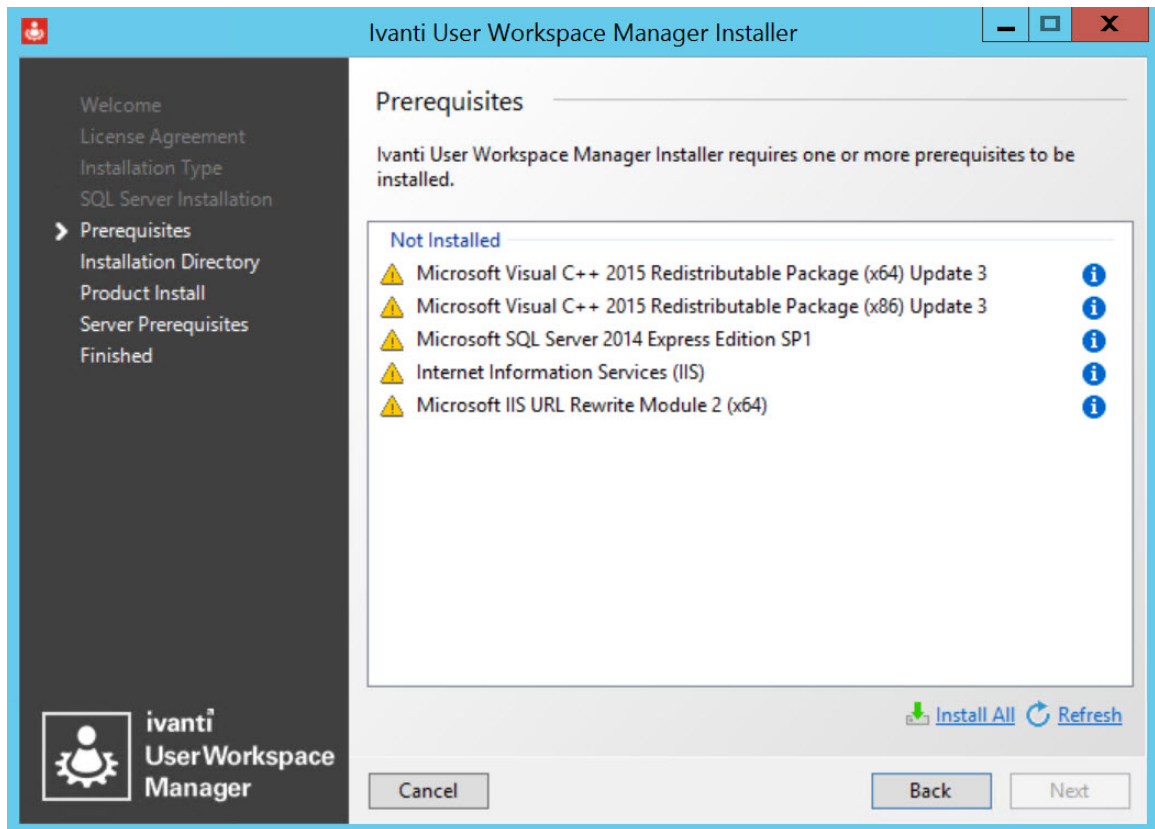 Ivanti User Workspace Manager Installer
Welcome
License Agreement
Installation Type
SQL Server Installation
Prerequisites
Installation Directory
Product Install
Server Prerequisites
Finished
ivanti
User Workspace
Manager
Prerequisites
Ivanti User Workspace Manager Installer requires one or more prerequisites to be
installed.
Not Installed
Microsoft Visual C++ 2015 Redistributable Package (x64) Update 3
Microsoft Visual C++ 2015 Redistributable Package (x86) Update 3
Microsoft SQL Server 2014 Express Edition SP1
Internet Information Services (IIS)
Microsoft IIS URL Rewrite Module 2 (x64)
Install All Refresh
Cancel Back Next